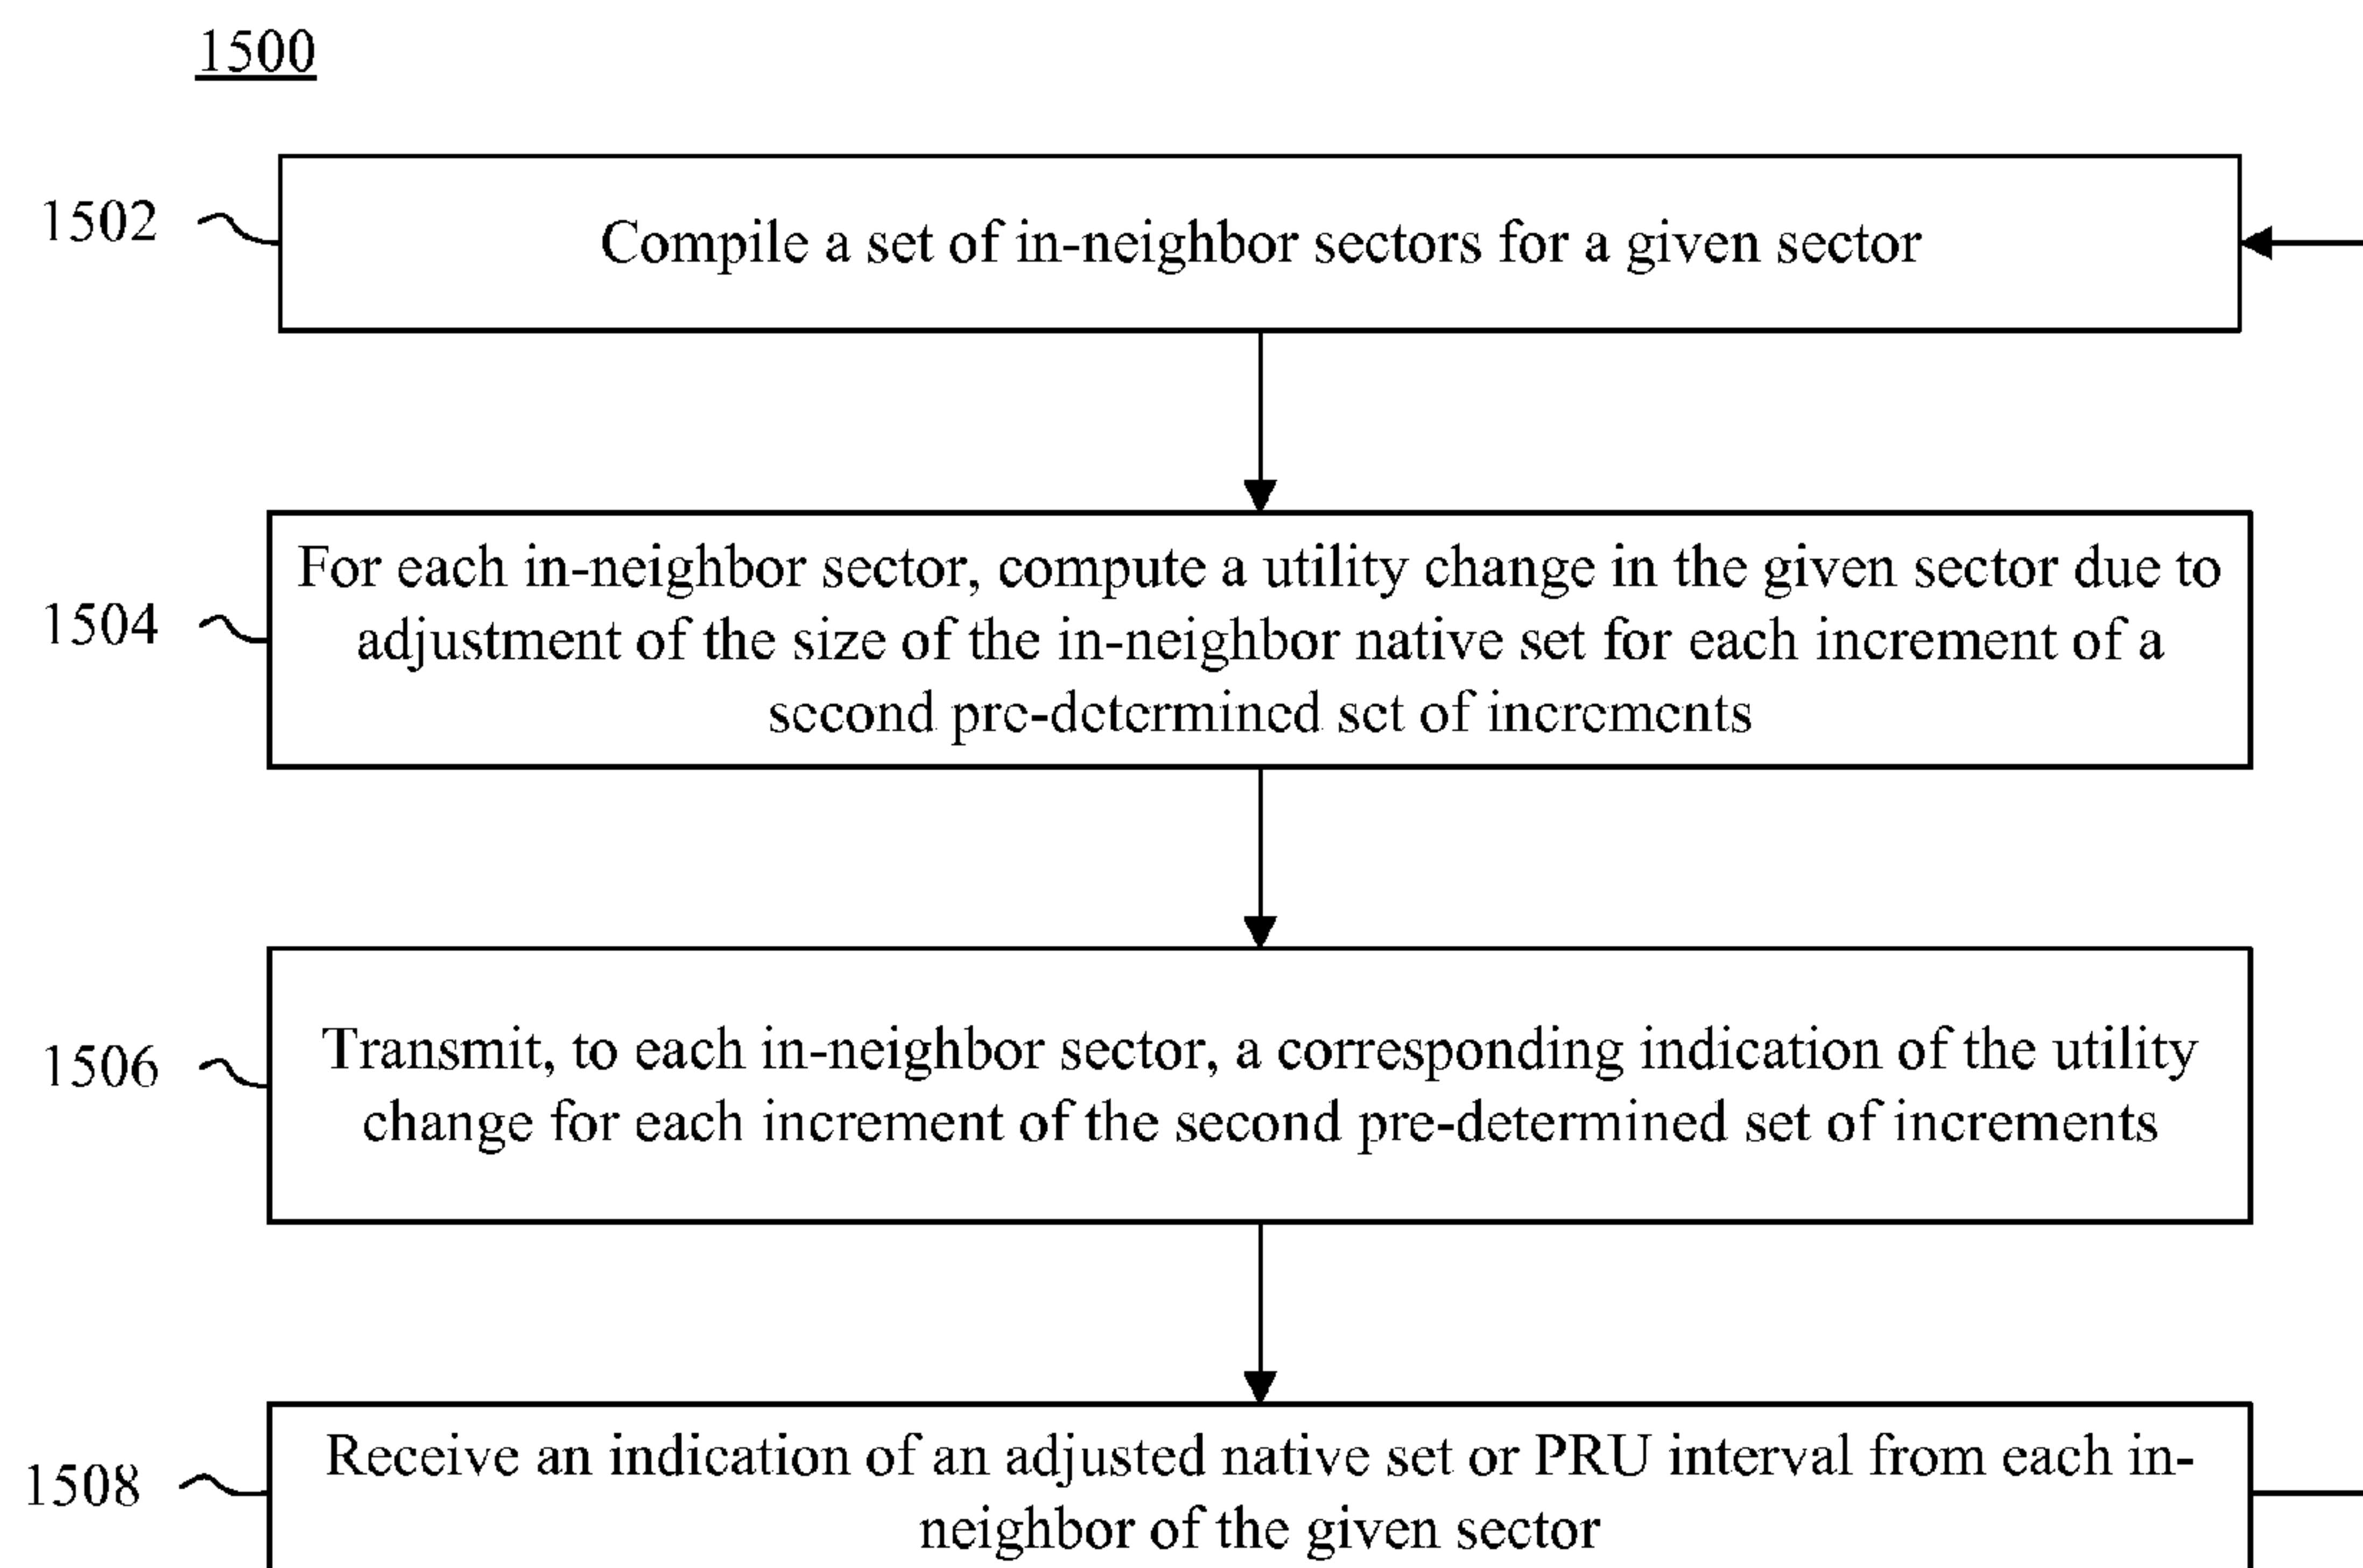 1500
1502
Compile a set of in-neighbor sectors for a given sector
1504
For each in-neighbor sector, compute a utility change in the given sector due to
adjustment of the size of the in-neighbor native set for each increment of a
second pre-determined set of increments
1506
Transmit, to each in-neighbor sector, a corresponding indication of the utility
change for each increment of the second pre-determined set of increments
1508
Receive an indication of an adjusted native set or PRU interval from each in-
neighbor of the given sector